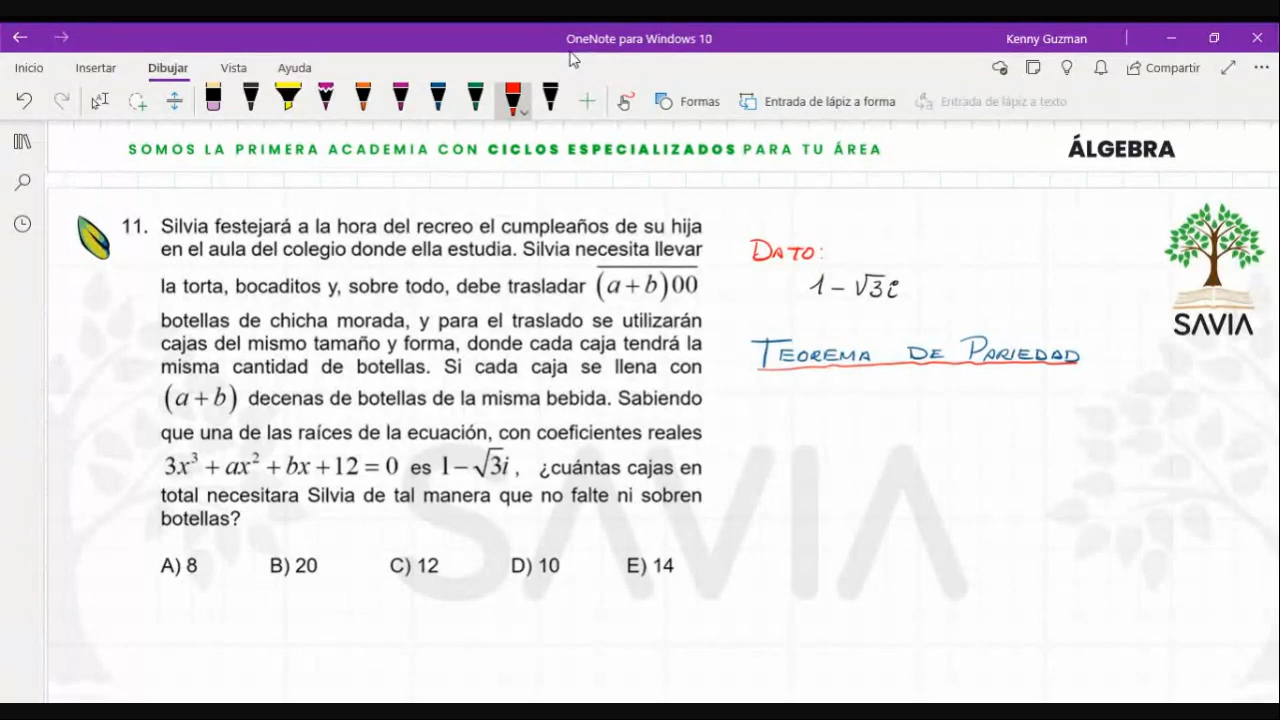 OneNote para Windows 10
Kenny Guzman
Inicio Insertar Dibujar Vista Ayuda
Compartir
Formas Entrada de lápiz a forma Entrada de lápiz a texto
SOMOS LA PRIMERA ACADEMIA CON CICLOS ESPECIALIZADOS PARA TU ÁREA
ÁLGEBRA
11. Silvia festejará a la hora del recreo el cumpleaños de su hija
en el aula del colegio donde ella estudia. Silvia necesita llevar
la torta, bocaditos y, sobre todo, debe trasladar \overline{(a+b)00}
botellas de chicha morada, y para el traslado se utilizarán
cajas del mismo tamaño y forma, donde cada caja tendrá la
misma cantidad de botellas. Si cada caja se llena con
(a+b) decenas de botellas de la misma bebida. Sabiendo
que una de las raíces de la ecuación, con coeficientes reales
3x³ + ax² + bx + 12 = 0 es 1 − √3i, ¿cuántas cajas en
total necesitara Silvia de tal manera que no falte ni sobren
botellas?
A) 8 B) 20 C) 12 D) 10 E) 14
DATO:
1 − √3i
TEOREMA DE PARIEDAD
SAVIA
SAVIA